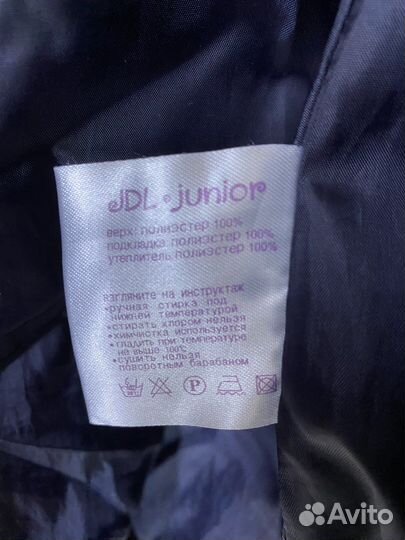 JDL • junior
верх: полиэстер 100%
подкладка полиэстер 100%
утеплитель полиэстер 100%
взгляните на инструктаж
•ручная стирка под
нижней температурой
•стирать хлором нельзя
•химчистка используется
•гладить при температуре
не выше 100℃
•сушить нельзя
поворотным барабаном
P
Avito